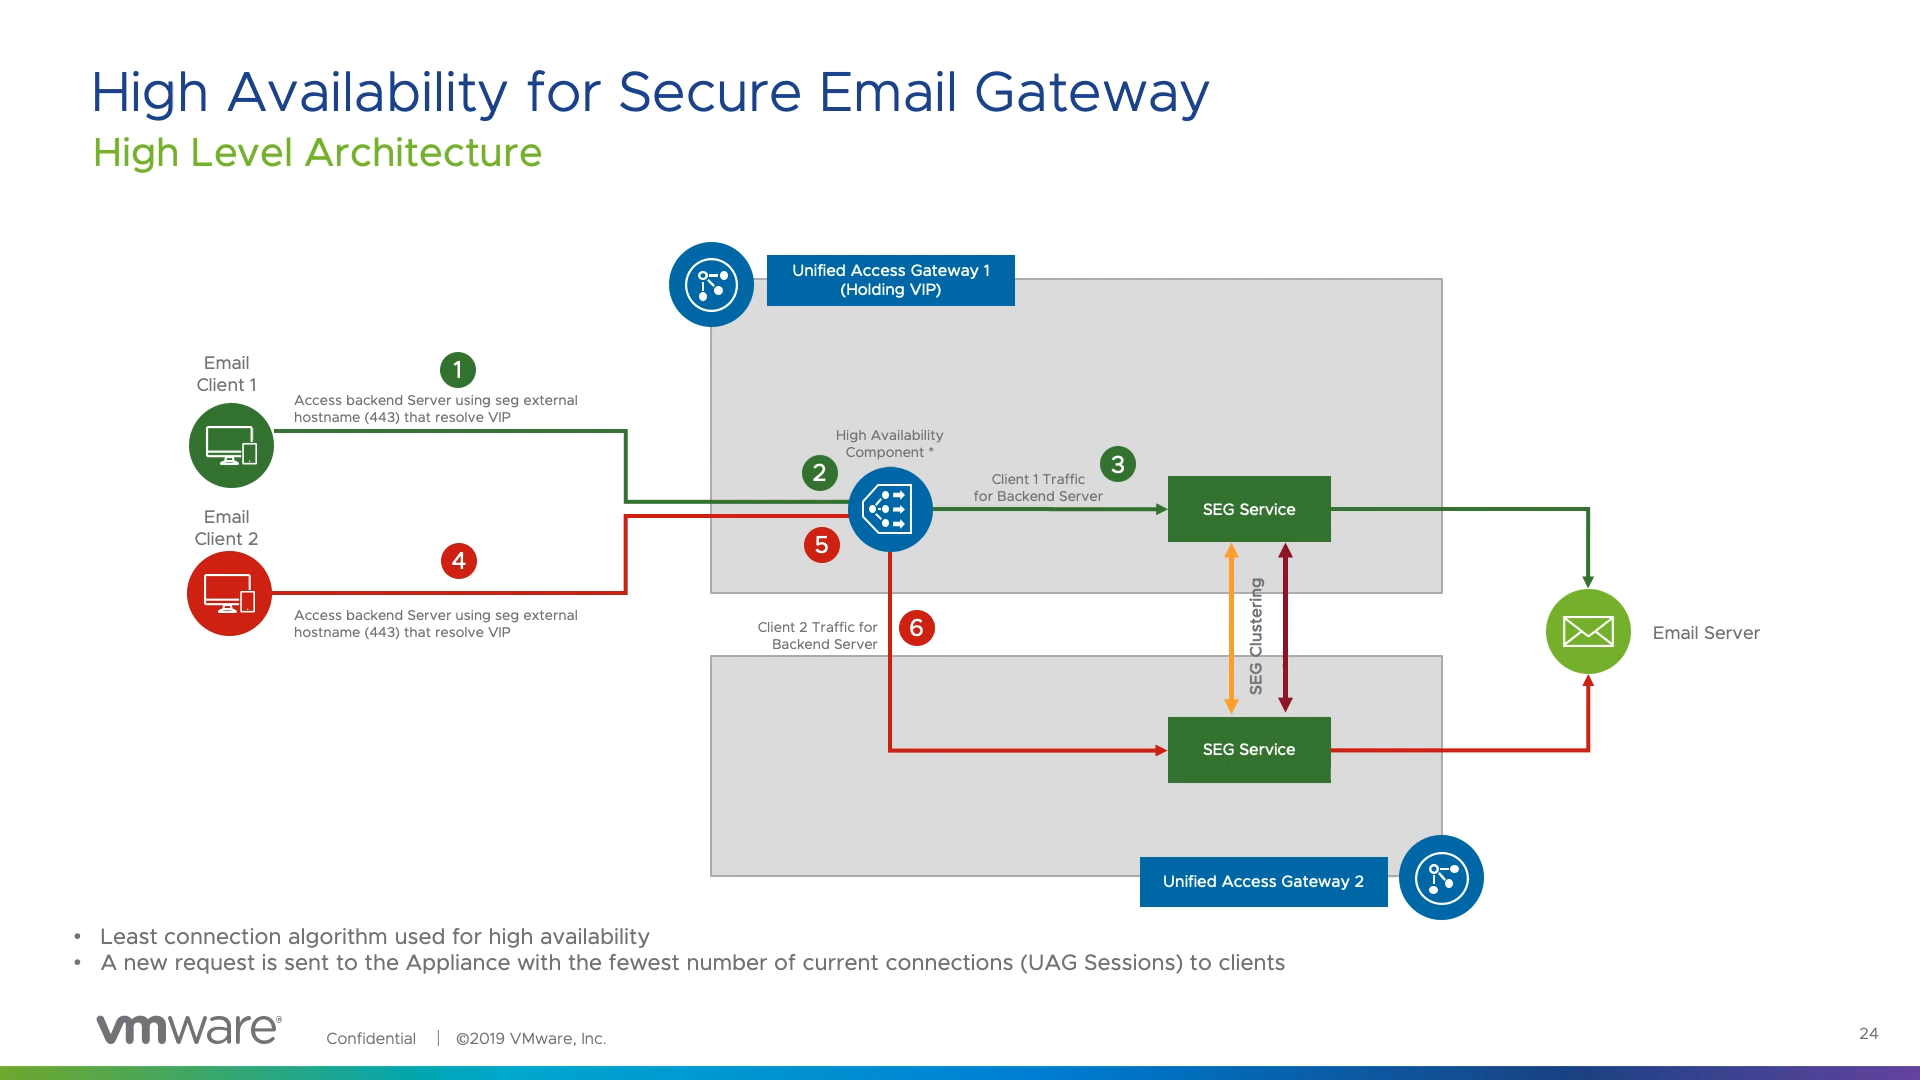 High Availability for Secure Email Gateway
High Level Architecture
Unified Access Gateway 1
(Holding VIP)
Email
Client 1
1
Access backend Server using seg external
hostname (443) that resolve VIP
High Availability
Component *
2
3
Client 1 Traffic
for Backend Server
SEG Service
Email
Client 2
4
5
Access backend Server using seg external
hostname (443) that resolve VIP
Client 2 Traffic for
Backend Server
6
SEG Clustering
Email Server
SEG Service
Unified Access Gateway 2
• Least connection algorithm used for high availability
• A new request is sent to the Appliance with the fewest number of current connections (UAG Sessions) to clients
vmware®
Confidential | ©2019 VMware, Inc.
24